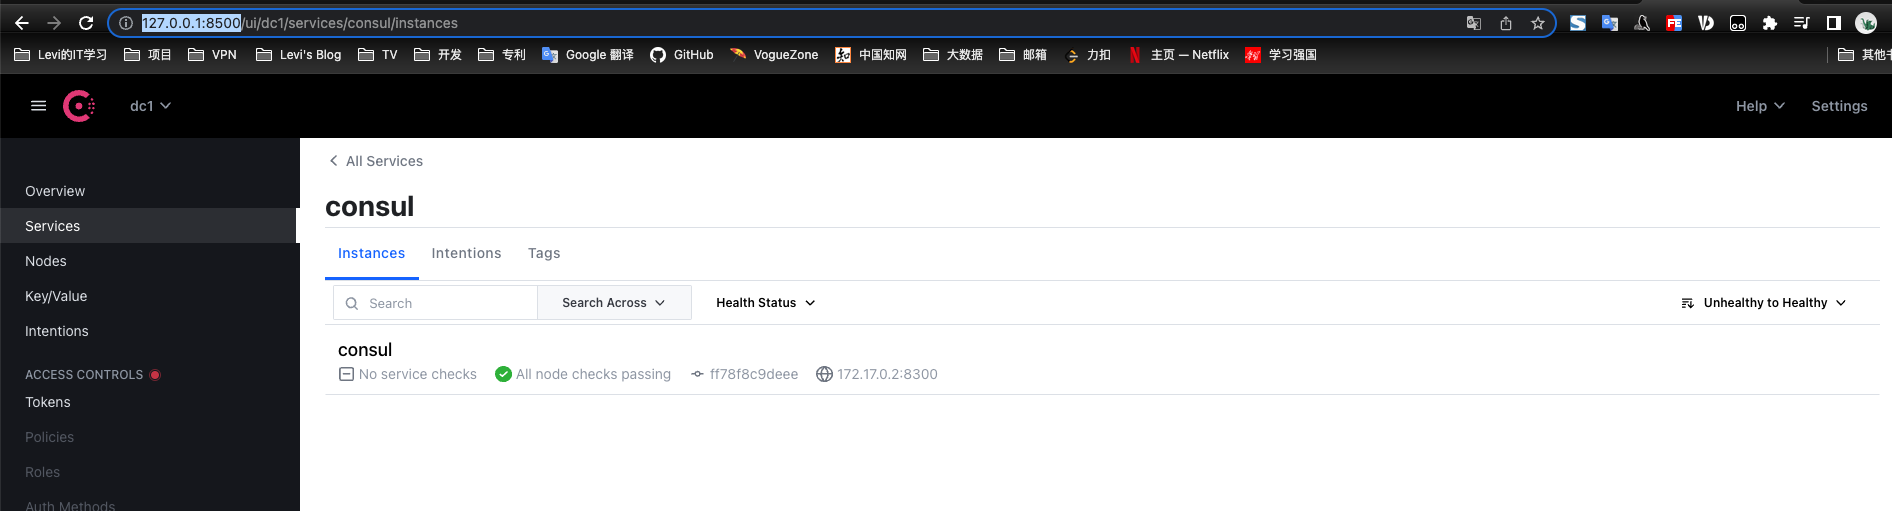 127.0.0.1:8500/ui/dc1/services/consul/instances
Levi的IT学习 项目 VPN Levi's Blog TV 开发 专利 Google 翻译 GitHub VogueZone 中国知网 大数据 邮箱 力扣 主页 — Netflix 学习强国
dc1 Help Settings
All Services
consul
Overview
Services
Nodes
Key/Value
Intentions
ACCESS CONTROLS
Tokens
Policies
Roles
Auth Methods
Instances Intentions Tags
Search Search Across Health Status Unhealthy to Healthy
consul
No service checks All node checks passing ff78f8c9deee 172.17.0.2:8300